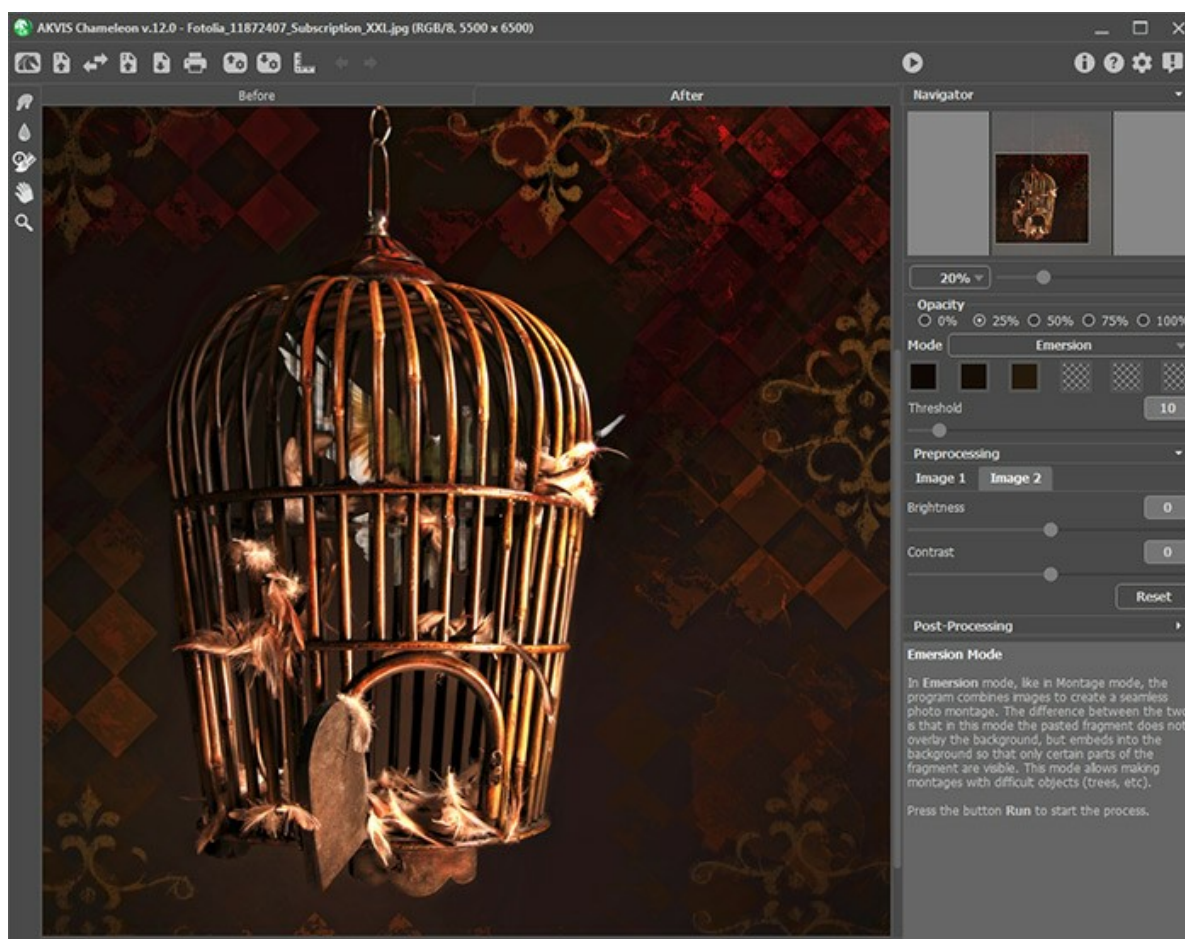 AKVIS Chameleon v.12.0 - Fotolia_11872407_Subscription_XXL.jpg (RGB/8, 5500 x 6500)
Before After
Navigator
20%
Opacity
0% 25% 50% 75% 100%
Mode Emersion
Threshold 10
Preprocessing
Image 1 Image 2
Brightness 0
Contrast 0
Reset
Post-Processing
Emersion Mode
In Emersion mode, like in Montage mode, the
program combines images to create a seamless
photo montage. The difference between the two
is that in this mode the pasted fragment does not
overlay the background, but embeds into the
background so that only certain parts of the
fragment are visible. This mode allows making
montages with difficult objects (trees, etc).
Press the button Run to start the process.